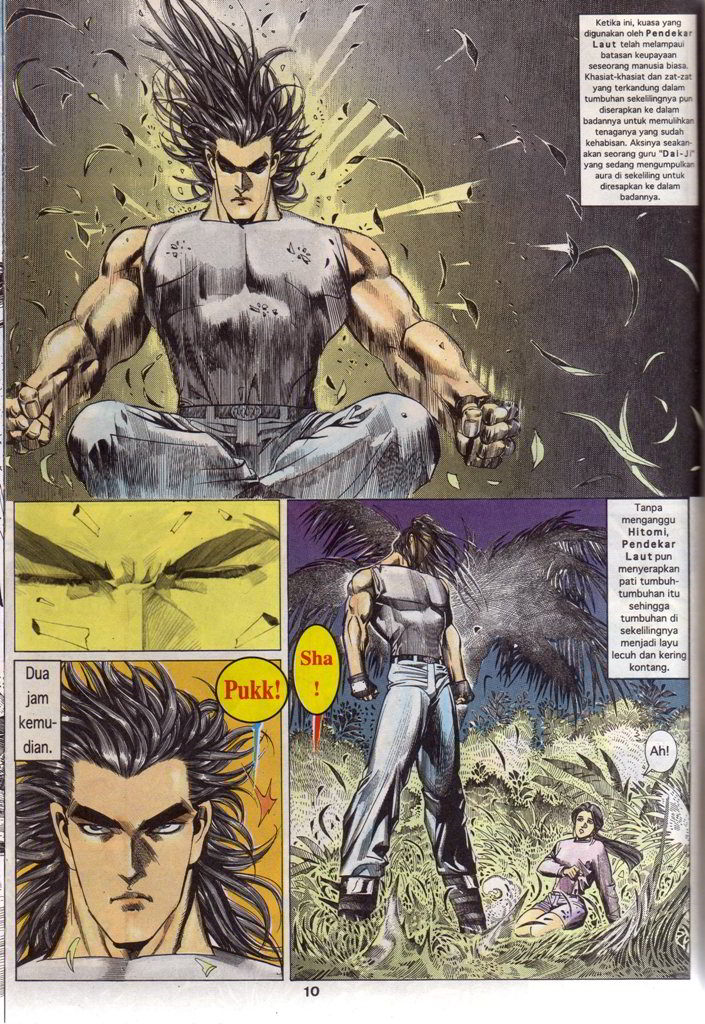 Ketika ini, kuasa yang
digunakan oleh Pendekar
Laut telah melampaui
batasan keupayaan
seseorang manusia biasa.
Khasiat-khasiat dan zat-zat
yang terkandung dalam
tumbuhan sekelilingnya pun
diserapkan ke dalam
badannya untuk memulihkan
tenaganya yang sudah
kehabisan. Aksinya seakan-
akan seorang guru "Dai-Ji"
yang sedang mengumpulkan
aura di sekeliling untuk
diresapkan ke dalam
badannya.
Dua
jam
kemu-
dian.
Pukk!
Sha
!
Tanpa
menganggu
Hitomi,
Pendekar
Laut pun
menyerapkan
pati tumbuh-
tumbuhan itu
sehingga
tumbuhan di
sekelilingnya
menjadi layu
lecuh dan kering
kontang.
Ah!
10